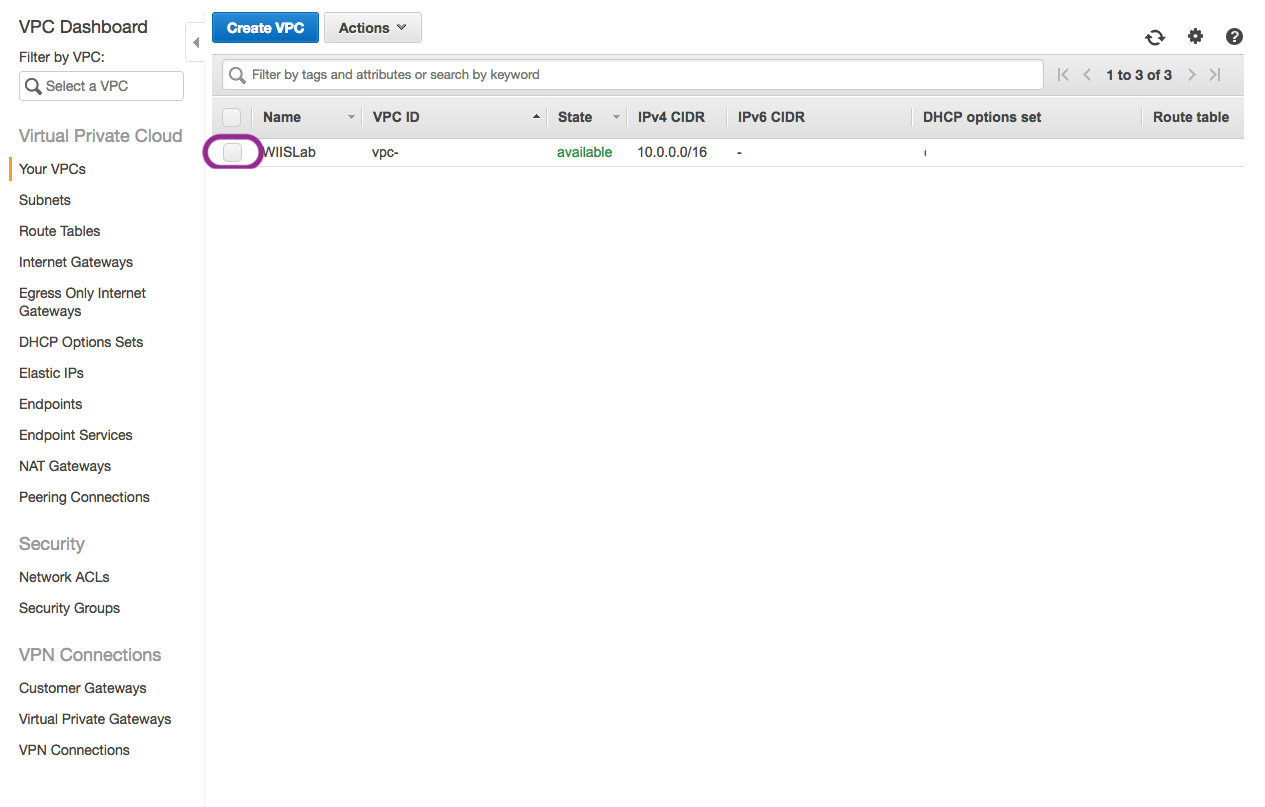 VPC Dashboard
Filter by VPC:
Select a VPC
Virtual Private Cloud
Your VPCs
Subnets
Route Tables
Internet Gateways
Egress Only Internet
Gateways
DHCP Options Sets
Elastic IPs
Endpoints
Endpoint Services
NAT Gateways
Peering Connections
Security
Network ACLs
Security Groups
VPN Connections
Customer Gateways
Virtual Private Gateways
VPN Connections
Create VPC Actions
Filter by tags and attributes or search by keyword 1 to 3 of 3
Name VPC ID State IPv4 CIDR IPv6 CIDR DHCP options set Route table
WIISLab vpc- available 10.0.0.0/16 -